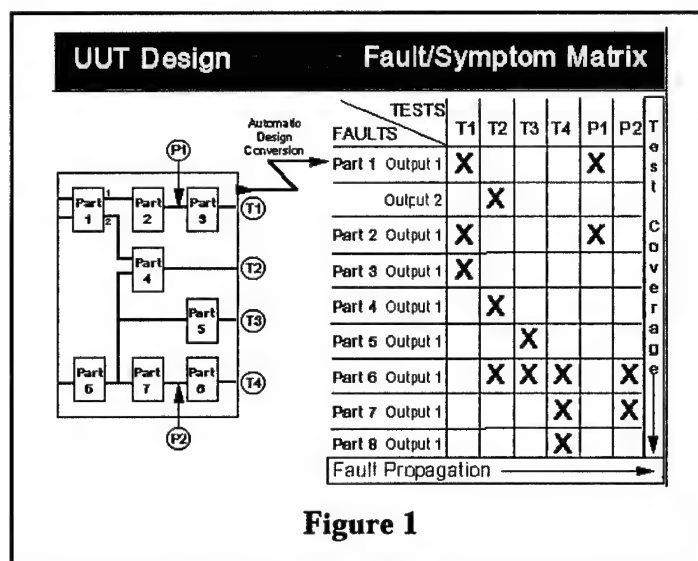 UUT Design
Fault/Symptom Matrix
Automatic
Design
Conversion
P1
Part
1
1
2
Part
2
Part
3
T1
Part
4
T2
Part
5
T3
Part
6
Part
7
Part
8
T4
P2
TESTS
FAULTS
T1 T2 T3 T4 P1 P2
Part 1 Output 1 X X
Output 2 X
Part 2 Output 1 X X
Part 3 Output 1 X
Part 4 Output 1 X
Part 5 Output 1 X
Part 6 Output 1 X X X X
Part 7 Output 1 X X
Part 8 Output 1 X
Test Coverage
Fault Propagation
Figure 1